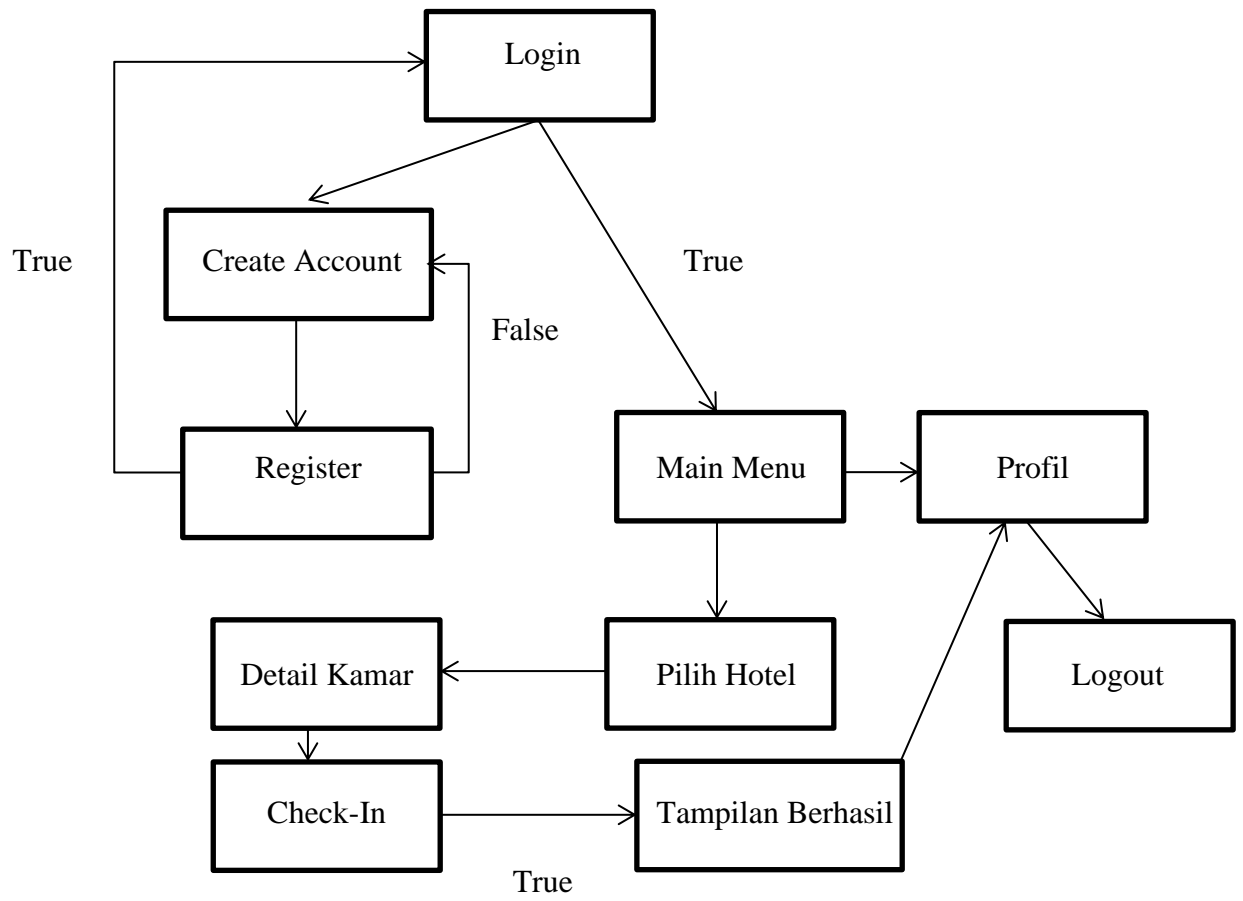 Login
Create Account
True
True
False
Register
Main Menu
Profil
Detail Kamar
Pilih Hotel
Logout
Check-In
Tampilan Berhasil
True